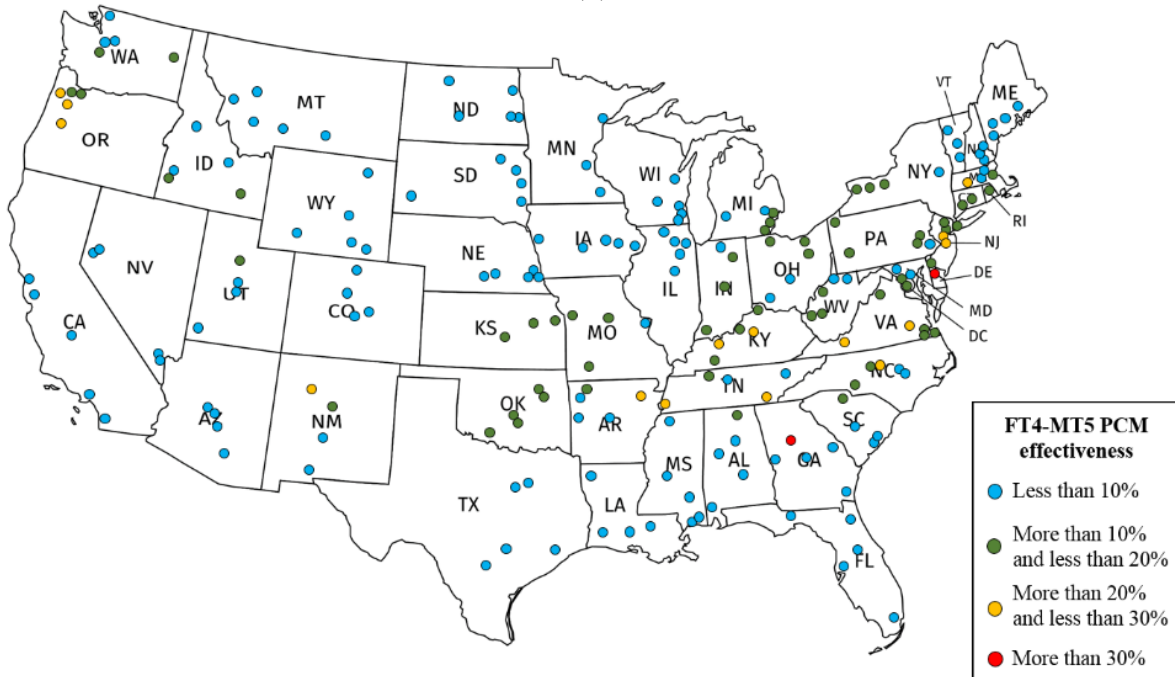 VT
ME
WA
MT
ND
MN
OR
ID
WI
NY
SD
MI
WY
RI
PA
NJ
IA
NE
NV
OH
DE
UT
IL
IN
CO
WV
MD
CA
KS
MO
VA
KY
DC
NC
TN
OK
AZ
NM
AR
SC
MS
AL
GA
TX
LA
FL
FT4-MT5 PCM
effectiveness
Less than 10%
More than 10%
and less than 20%
More than 20%
and less than 30%
More than 30%